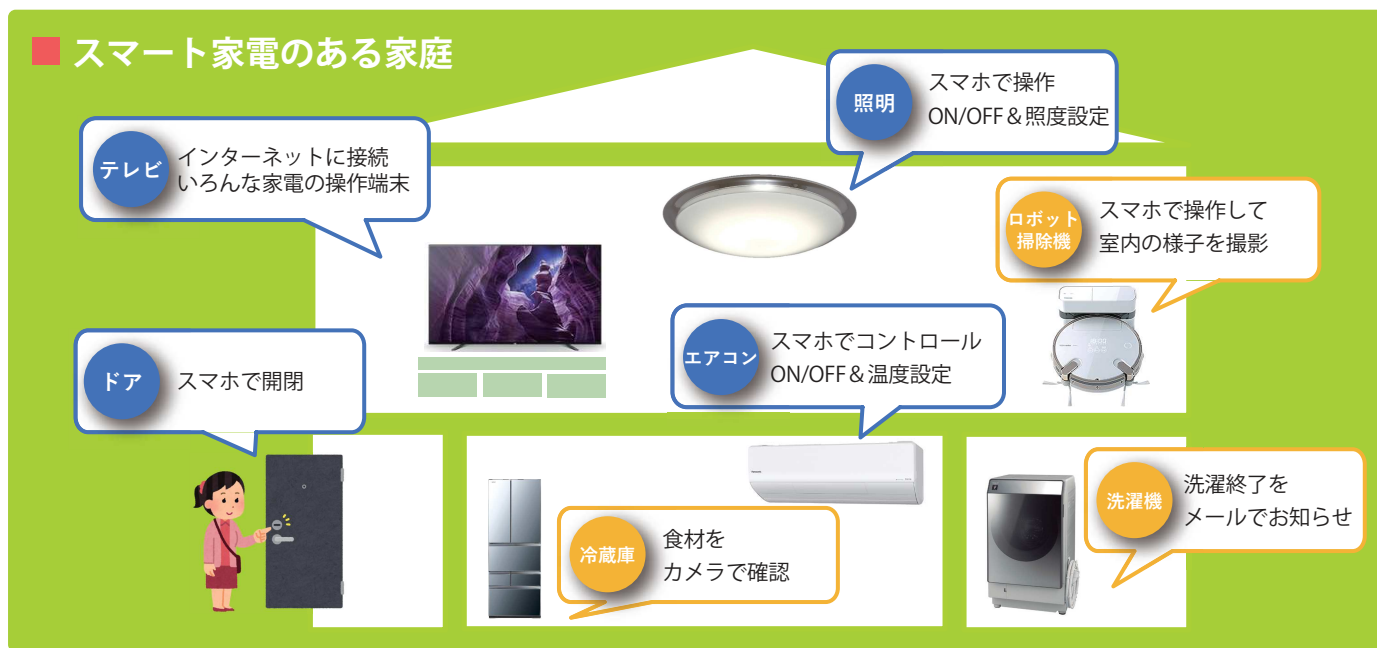 スマート家電のある家庭
照明
スマホで操作
ON/OFF＆照度設定
テレビ
インターネットに接続
いろんな家電の操作端末
ロボット
掃除機
スマホで操作して
室内の様子を撮影
ドア
スマホで開閉
エアコン
スマホでコントロール
ON/OFF＆温度設定
冷蔵庫
食材を
カメラで確認
洗濯機
洗濯終了を
メールでお知らせ